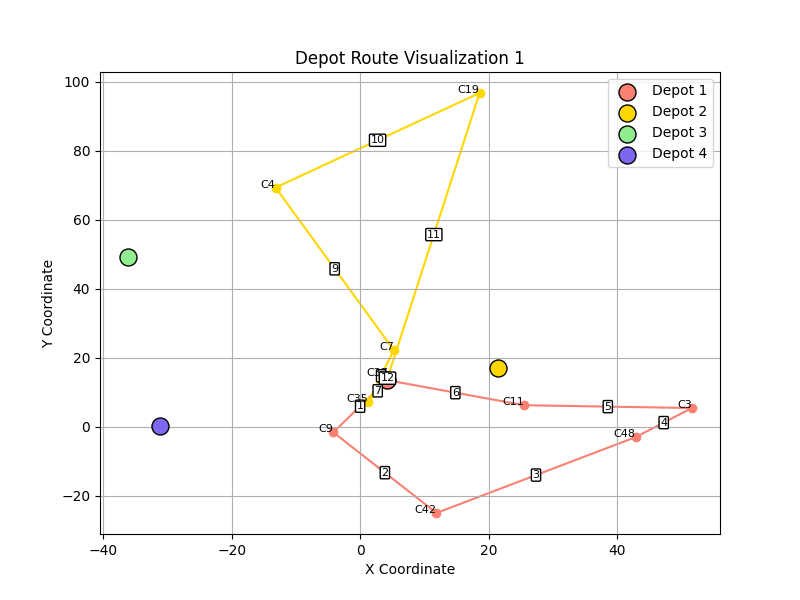 Depot Route Visualization 1
Depot 1
Depot 2
Depot 3
Depot 4
Y Coordinate
100
80
60
40
20
0
−20
−40
−20
0
20
40
X Coordinate
C19
10
C4
11
9
C7
12
7
6
C35
1
C11
5
C3
4
C9
C48
2
3
C42